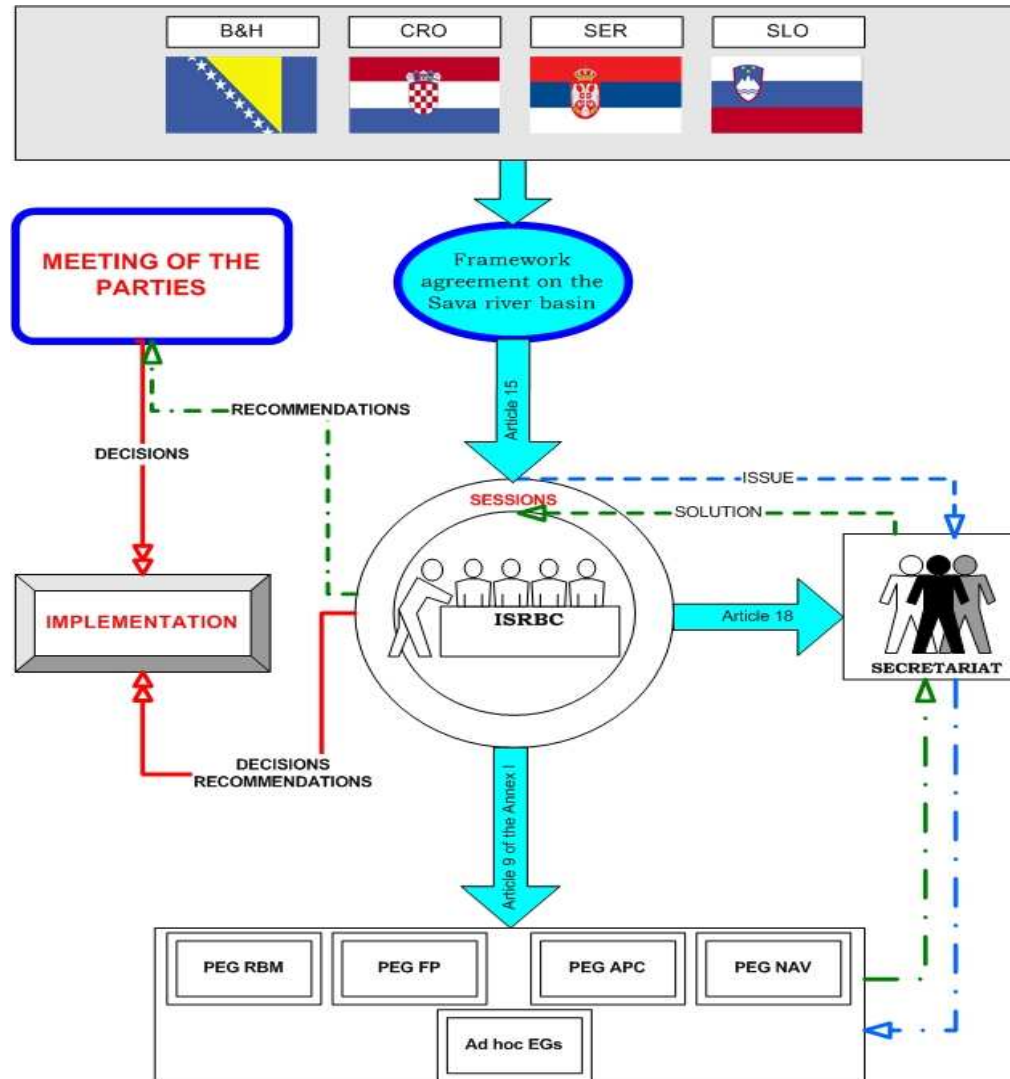 B&H
CRO
SER
SLO
MEETING OF THE
PARTIES
Framework
agreement on the
Sava river basin
Article 15
RECOMMENDATIONS
DECISIONS
ISSUE
SESSIONS
SOLUTION
IMPLEMENTATION
ISRBC
Article 18
SECRETARIAT
DECISIONS
RECOMMENDATIONS
Article 9 of the Annex I
PEG RBM
PEG FP
PEG APC
PEG NAV
Ad hoc EGs